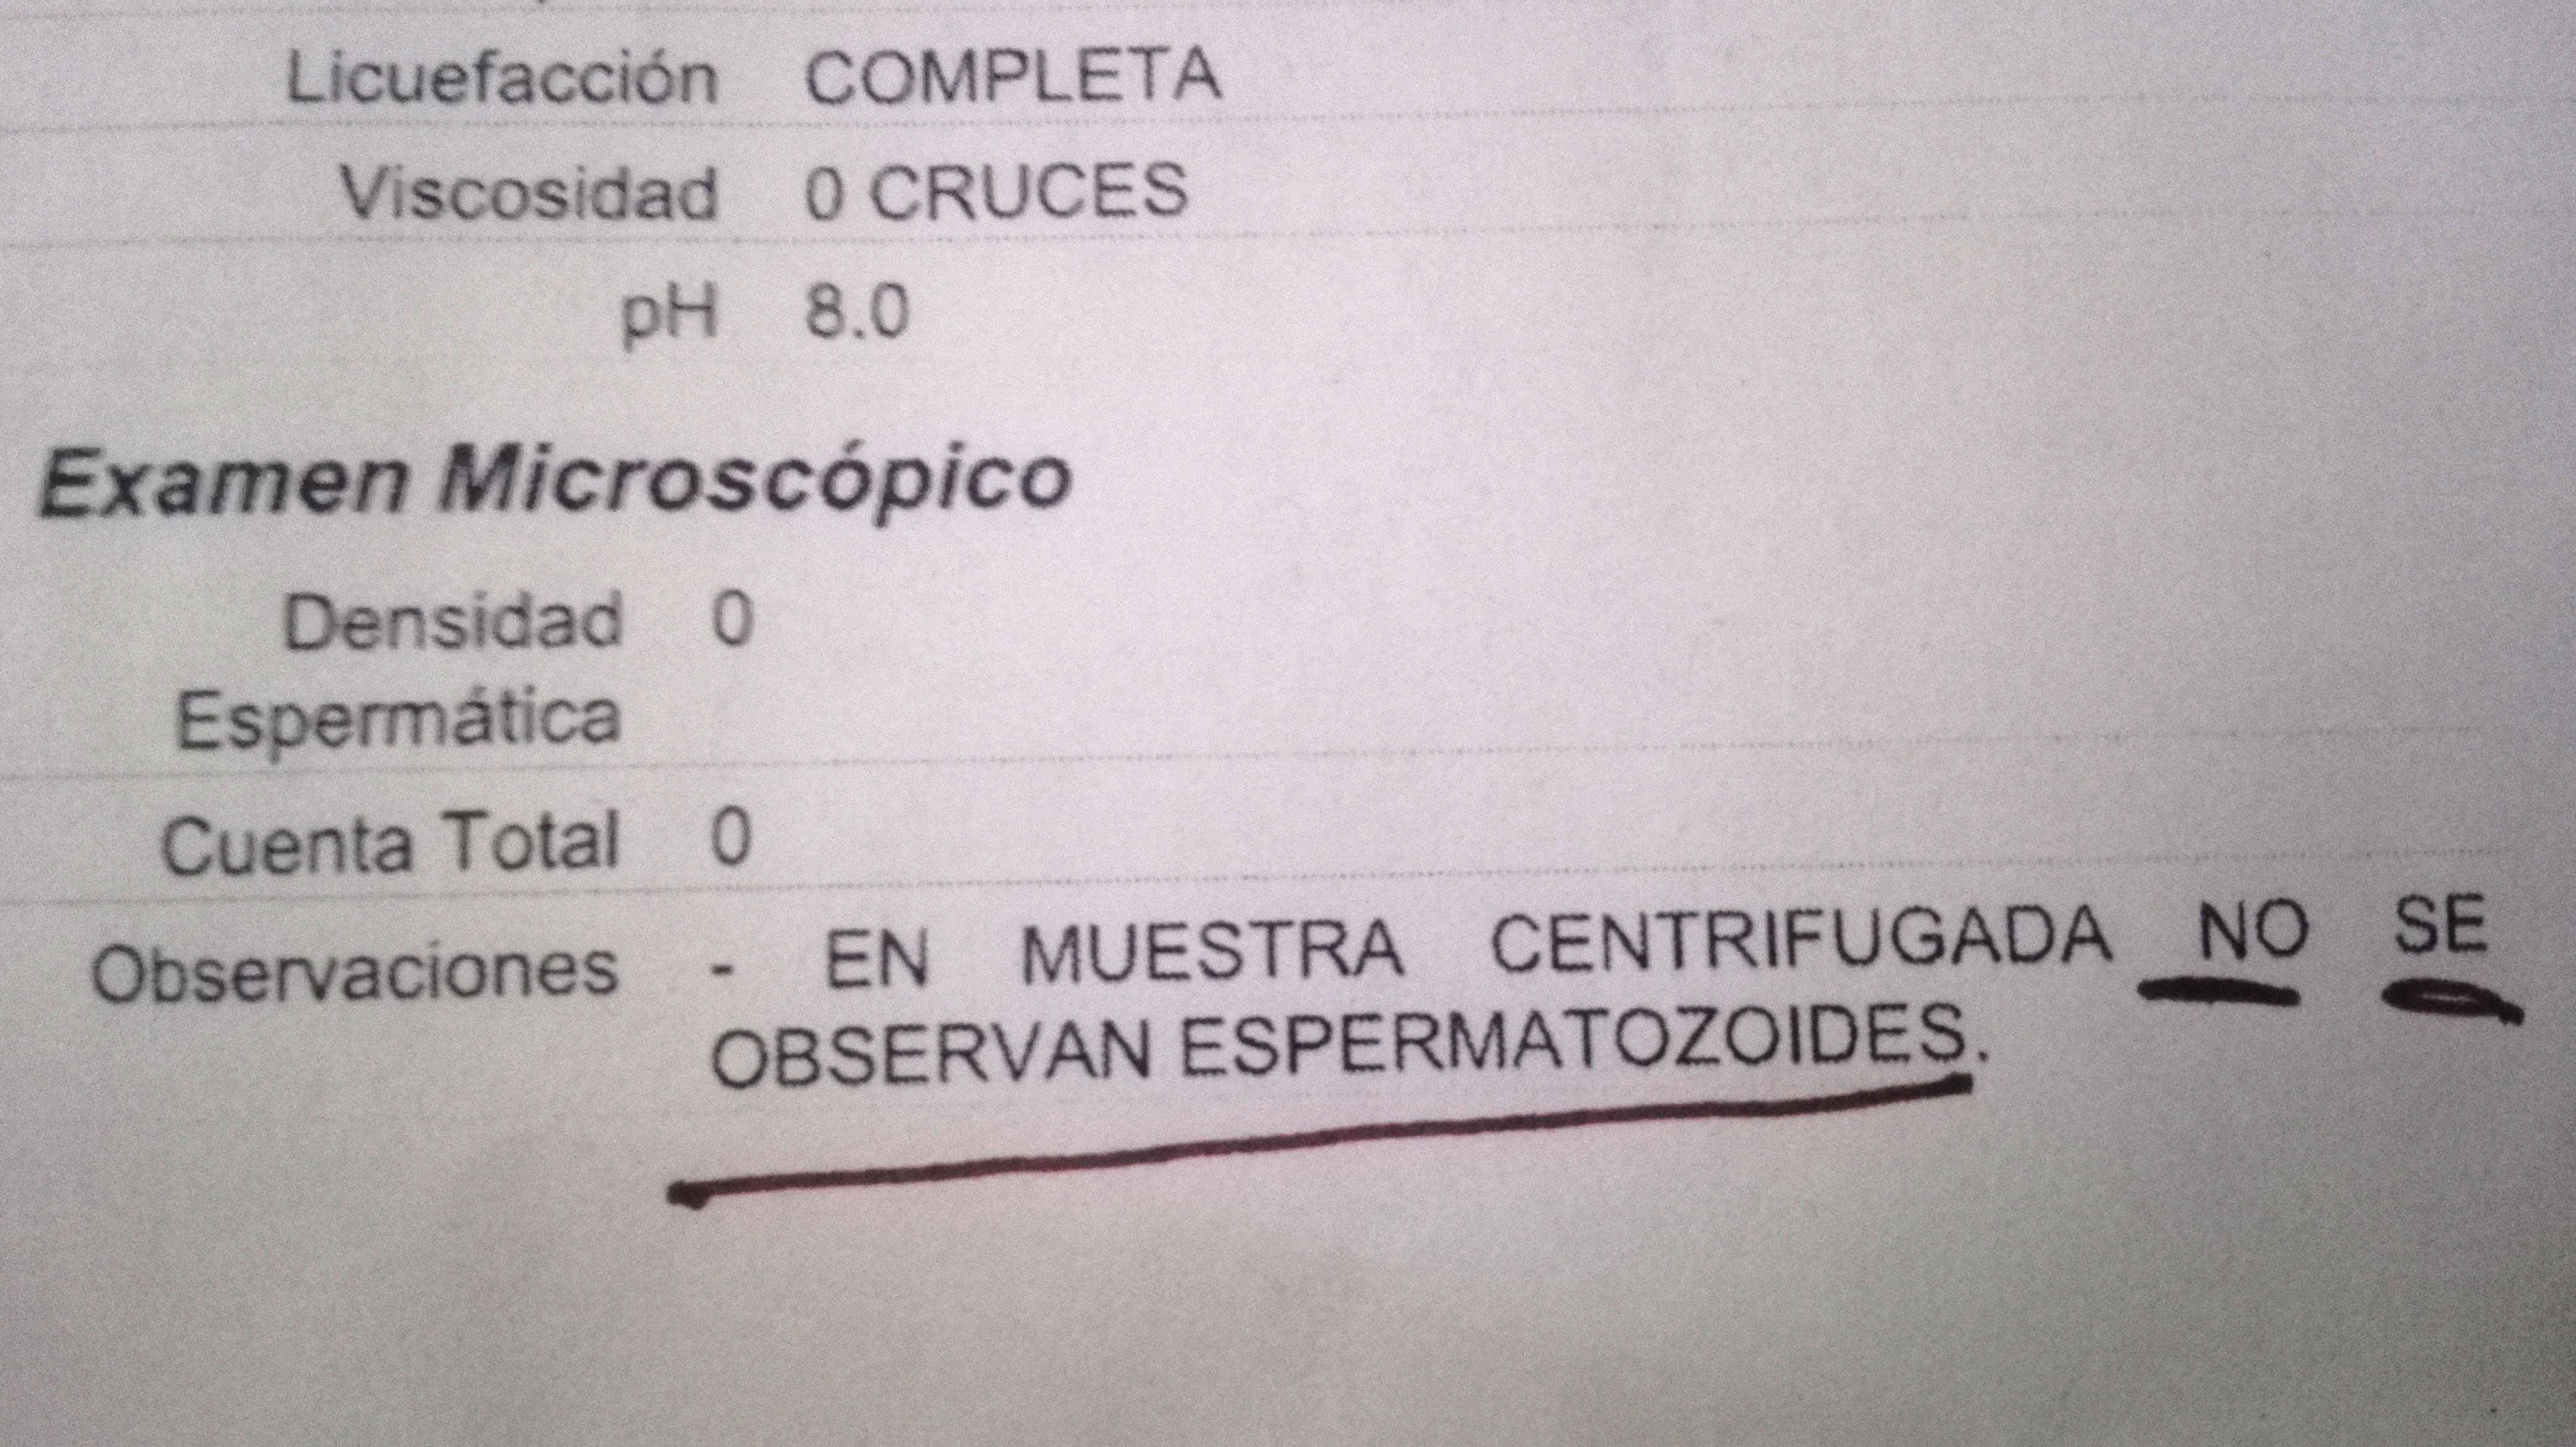 Licuefacción COMPLETA
Viscosidad 0 CRUCES
pH 8.0
Examen Microscópico
Densidad 0
Espermática
Cuenta Total 0
Observaciones - EN MUESTRA CENTRIFUGADA NO SE
OBSERVAN ESPERMATOZOIDES.